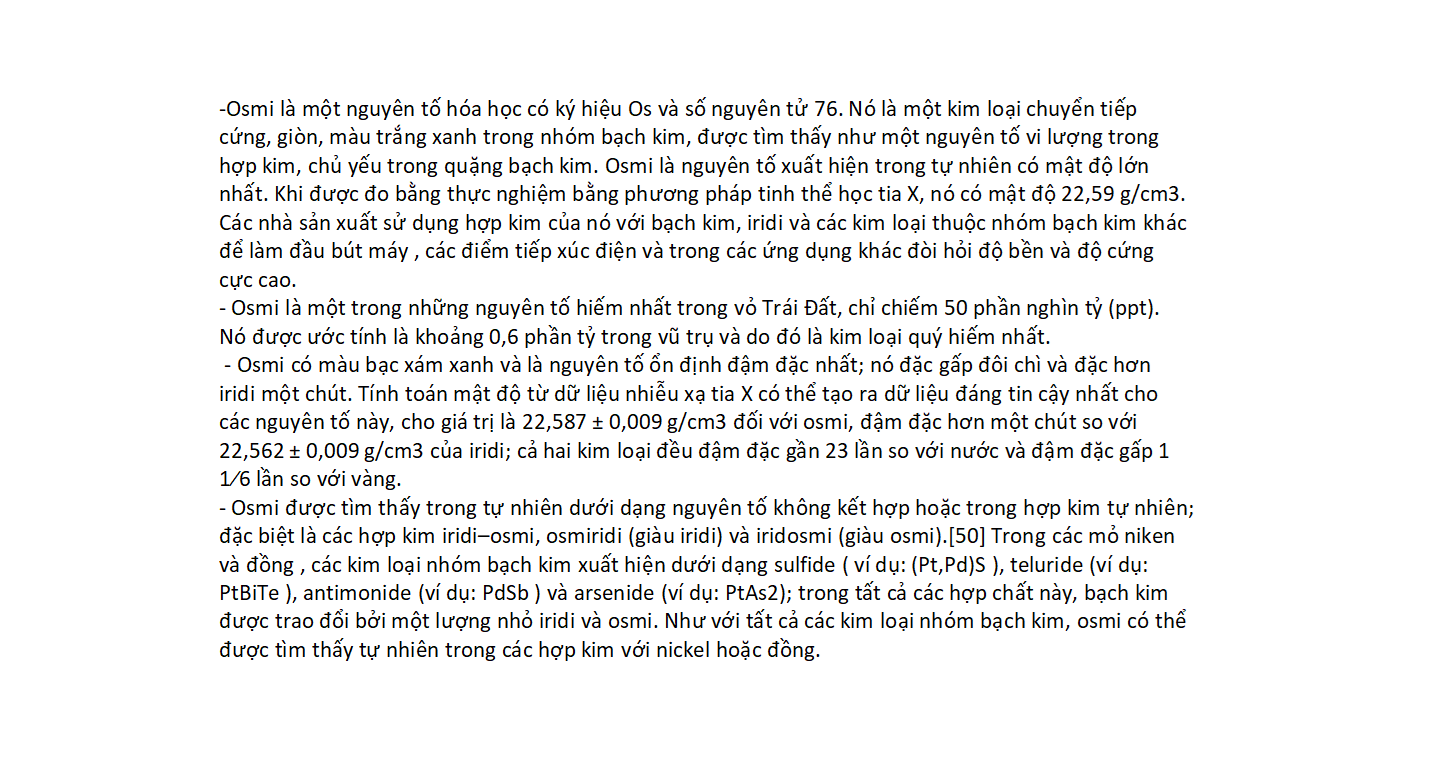 -Osmi là một nguyên tố hóa học có ký hiệu Os và số nguyên tử 76. Nó là một kim loại chuyển tiếp
cứng, giòn, màu trắng xanh trong nhóm bạch kim, được tìm thấy như một nguyên tố vi lượng trong
hợp kim, chủ yếu trong quặng bạch kim. Osmi là nguyên tố xuất hiện trong tự nhiên có mật độ lớn
nhất. Khi được đo bằng thực nghiệm bằng phương pháp tinh thể học tia X, nó có mật độ 22,59 g/cm3.
Các nhà sản xuất sử dụng hợp kim của nó với bạch kim, iridi và các kim loại thuộc nhóm bạch kim khác
để làm đầu bút máy , các điểm tiếp xúc điện và trong các ứng dụng khác đòi hỏi độ bền và độ cứng
cực cao.
- Osmi là một trong những nguyên tố hiếm nhất trong vỏ Trái Đất, chỉ chiếm 50 phần nghìn tỷ (ppt).
Nó được ước tính là khoảng 0,6 phần tỷ trong vũ trụ và do đó là kim loại quý hiếm nhất.
- Osmi có màu bạc xám xanh và là nguyên tố ổn định đậm đặc nhất; nó đặc gấp đôi chì và đặc hơn
iridi một chút. Tính toán mật độ từ dữ liệu nhiễu xạ tia X có thể tạo ra dữ liệu đáng tin cậy nhất cho
các nguyên tố này, cho giá trị là 22,587 ± 0,009 g/cm3 đối với osmi, đậm đặc hơn một chút so với
22,562 ± 0,009 g/cm3 của iridi; cả hai kim loại đều đậm đặc gần 23 lần so với nước và đậm đặc gấp 1
1⁄6 lần so với vàng.
- Osmi được tìm thấy trong tự nhiên dưới dạng nguyên tố không kết hợp hoặc trong hợp kim tự nhiên;
đặc biệt là các hợp kim iridi–osmi, osmiridi (giàu iridi) và iridosmi (giàu osmi).[50] Trong các mỏ niken
và đồng , các kim loại nhóm bạch kim xuất hiện dưới dạng sulfide ( ví dụ: (Pt,Pd)S ), teluride (ví dụ:
PtBiTe ), antimonide (ví dụ: PdSb ) và arsenide (ví dụ: PtAs2); trong tất cả các hợp chất này, bạch kim
được trao đổi bởi một lượng nhỏ iridi và osmi. Như với tất cả các kim loại nhóm bạch kim, osmi có thể
được tìm thấy tự nhiên trong các hợp kim với nickel hoặc đồng.